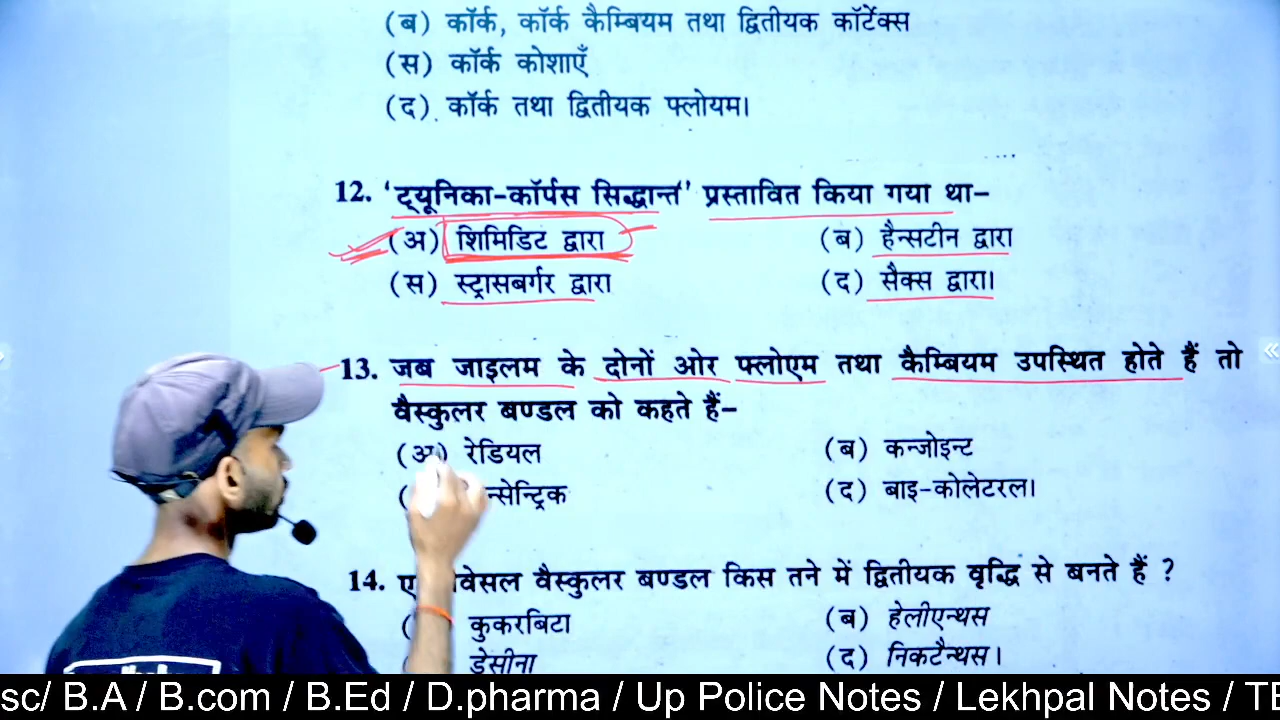 (ब) कॉर्क, कॉर्क कैम्बियम तथा द्वितीयक कॉर्टेक्स
(स) कॉर्क कोशाएँ
(द). कॉर्क तथा द्वितीयक फ्लोयम।
12. 'ट्यूनिका-कॉर्पस सिद्धान्त" प्रस्तावित किया गया था-
(अ) शिमिडिट द्वारा (ब) हैन्सटीन द्वारा
(स) स्ट्रासबर्गर द्वारा (द) सैक्स द्वारा।
13. जब जाइलम के दोनों ओर फ्लोएम तथा कैम्बियम उपस्थित होते हैं तो
वैस्कुलर बण्डल को कहते हैं-
(अ) रेडियल (ब) कन्जोइन्ट
(द) बाइ-कोलेटरल।
14. वैस्कुलर बण्डल किस तने में द्वितीयक वृद्धि से बनते हैं ?
कुकरबिटा (ब) हेलीएन्थस
डेसीना (द) निकटैन्थस।
sc/ B.A / B.com / B.Ed / D.pharma / Up Police Notes / Lekhpal Notes / TE